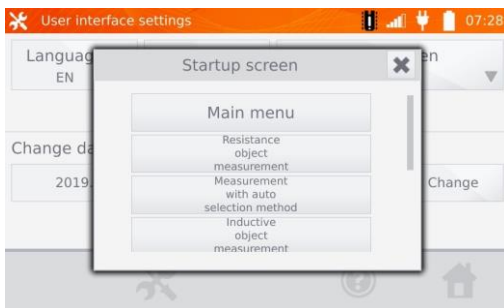 User interface settings
07:28
Languag
en
EN
Startup screen
Main menu
Resistance
object
measurement
Measurement
with auto
selection method
Inductive
object
measurement
Change da
2019.
Change